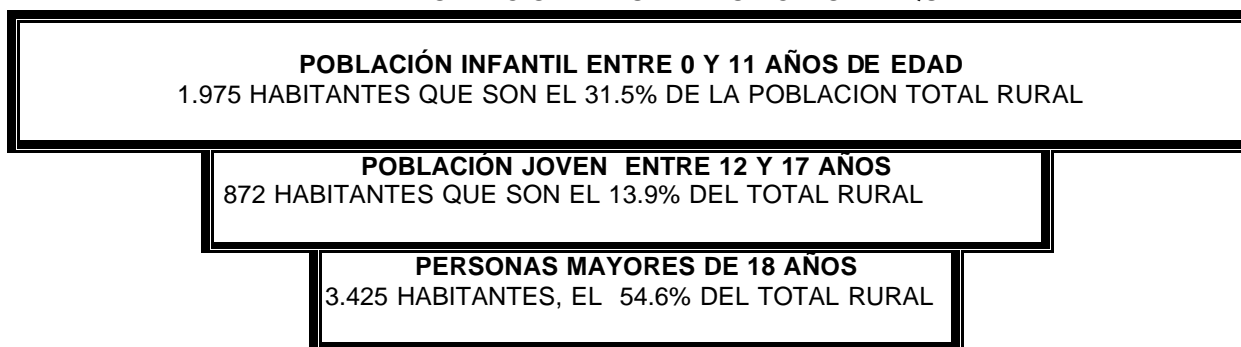 POBLACIÓN INFANTIL ENTRE 0 Y 11 AÑOS DE EDAD
1.975 HABITANTES QUE SON EL 31.5% DE LA POBLACION TOTAL RURAL
POBLACIÓN JOVEN ENTRE 12 Y 17 AÑOS
872 HABITANTES QUE SON EL 13.9% DEL TOTAL RURAL
PERSONAS MAYORES DE 18 AÑOS
3.425 HABITANTES, EL 54.6% DEL TOTAL RURAL